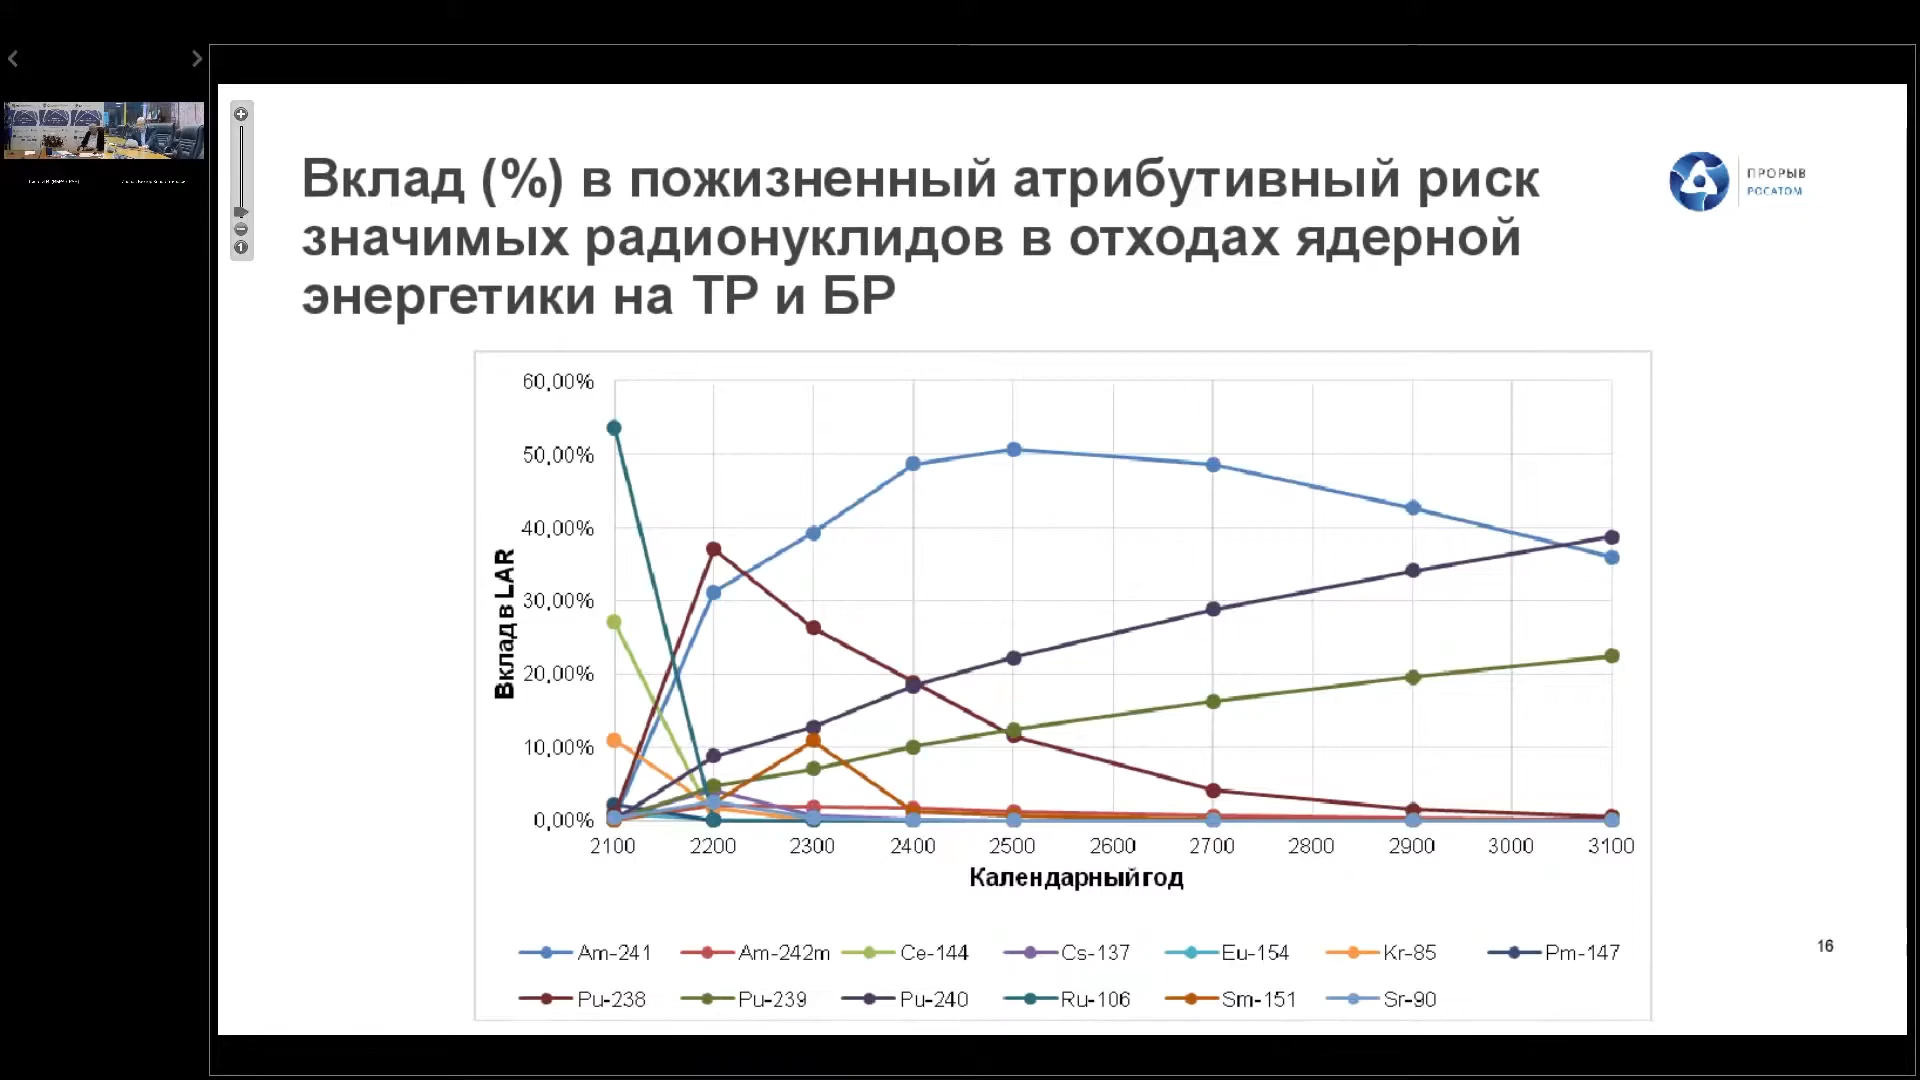 Вклад (%) в пожизненный атрибутивный риск
значимых радионуклидов в отходах ядерной
энергетики на ТР и БР
ПРОРЫВ
РОСАТОМ
60,00%
50,00%
40,00%
30,00%
20,00%
10,00%
0,00%
Вклад в LAR
2100 2200 2300 2400 2500 2600 2700 2800 2900 3000 3100
Календарный год
Am-241 Am-242m Ce-144 Cs-137 Eu-154 Kr-85 Pm-147
Pu-238 Pu-239 Pu-240 Ru-106 Sm-151 Sr-90
16